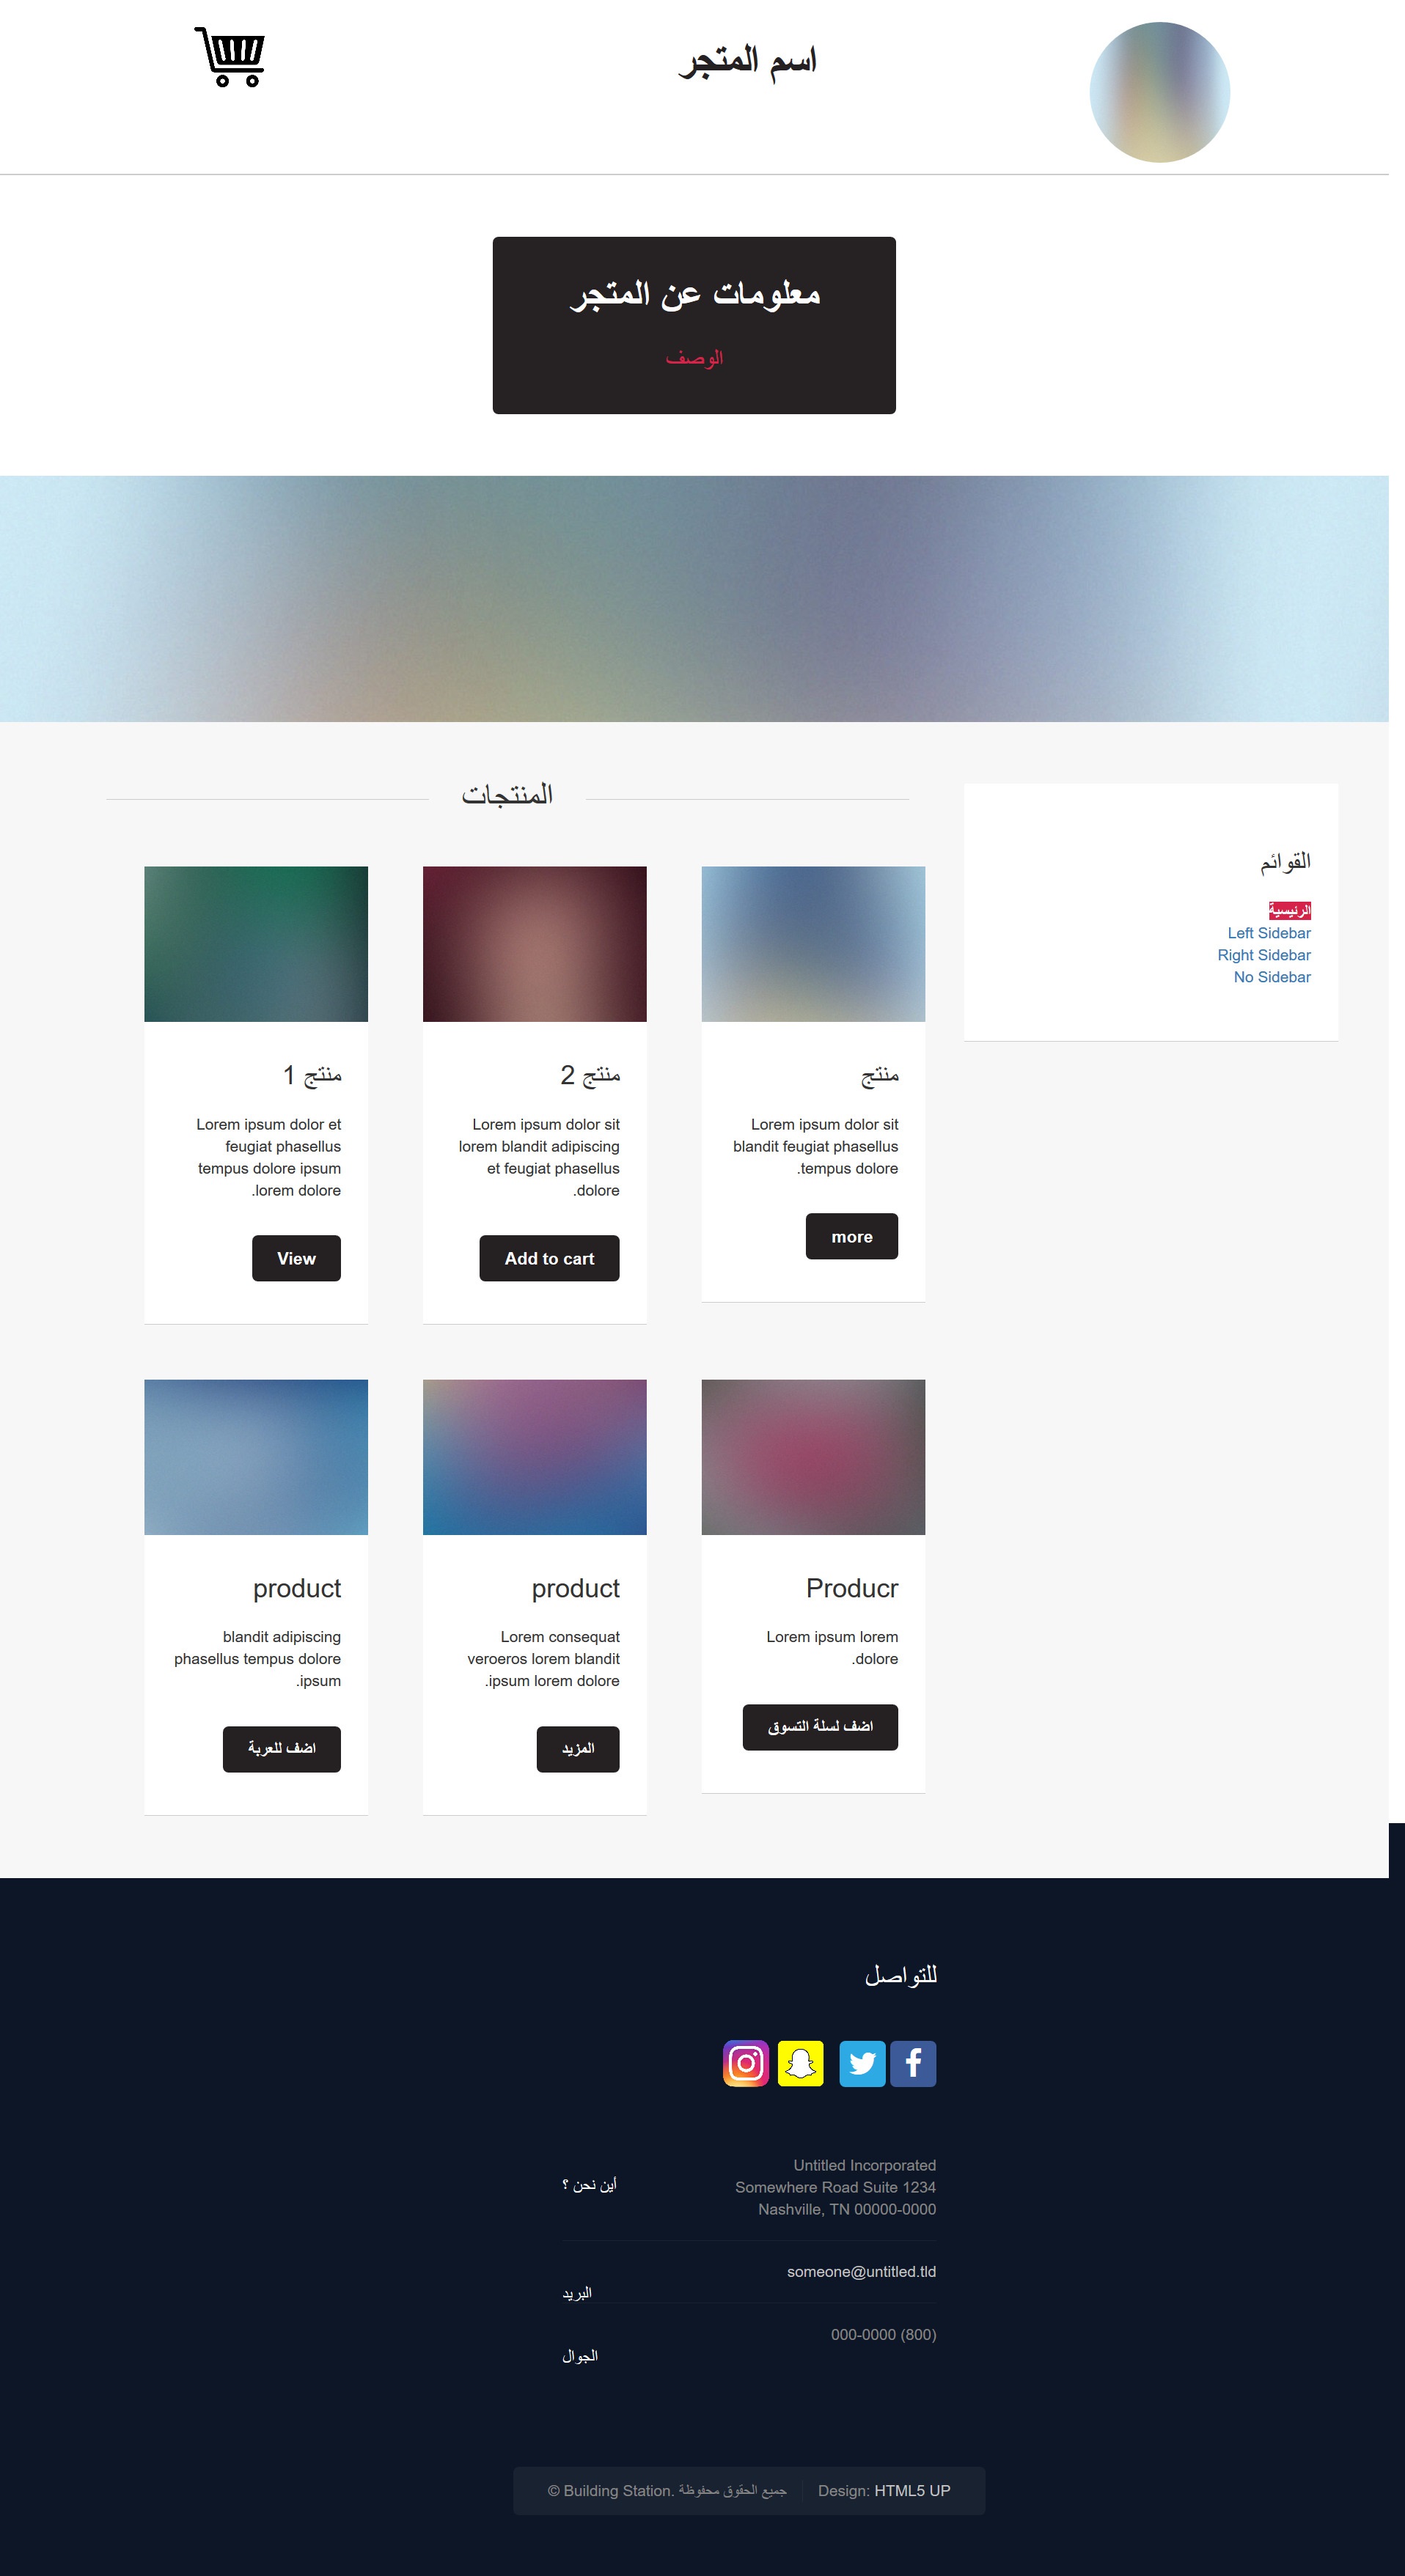 اسم المتجر
معلومات عن المتجر
الوصف
القوائم
الرئيسية
Left Sidebar
Right Sidebar
No Sidebar
المنتجات
منتج
Lorem ipsum dolor sit
blandit feugiat phasellus
.tempus dolore
more
منتج 2
Lorem ipsum dolor sit
lorem blandit adipiscing
et feugiat phasellus
.dolore
Add to cart
منتج 1
Lorem ipsum dolor et
feugiat phasellus
tempus dolore ipsum
.lorem dolore
View
Producr
Lorem ipsum lorem
.dolore
اضف لسلة التسوق
product
Lorem consequat
veroeros lorem blandit
.ipsum lorem dolore
المزيد
product
blandit adipiscing
phasellus tempus dolore
.ipsum
اضف للعربة
للتواصل
أين نحن ؟
Untitled Incorporated
Somewhere Road Suite 1234
Nashville, TN 00000-0000
البريد
someone@untitled.tld
الجوال
000-0000 (800)
© Building Station. جميع الحقوق محفوظة
Design: HTML5 UP